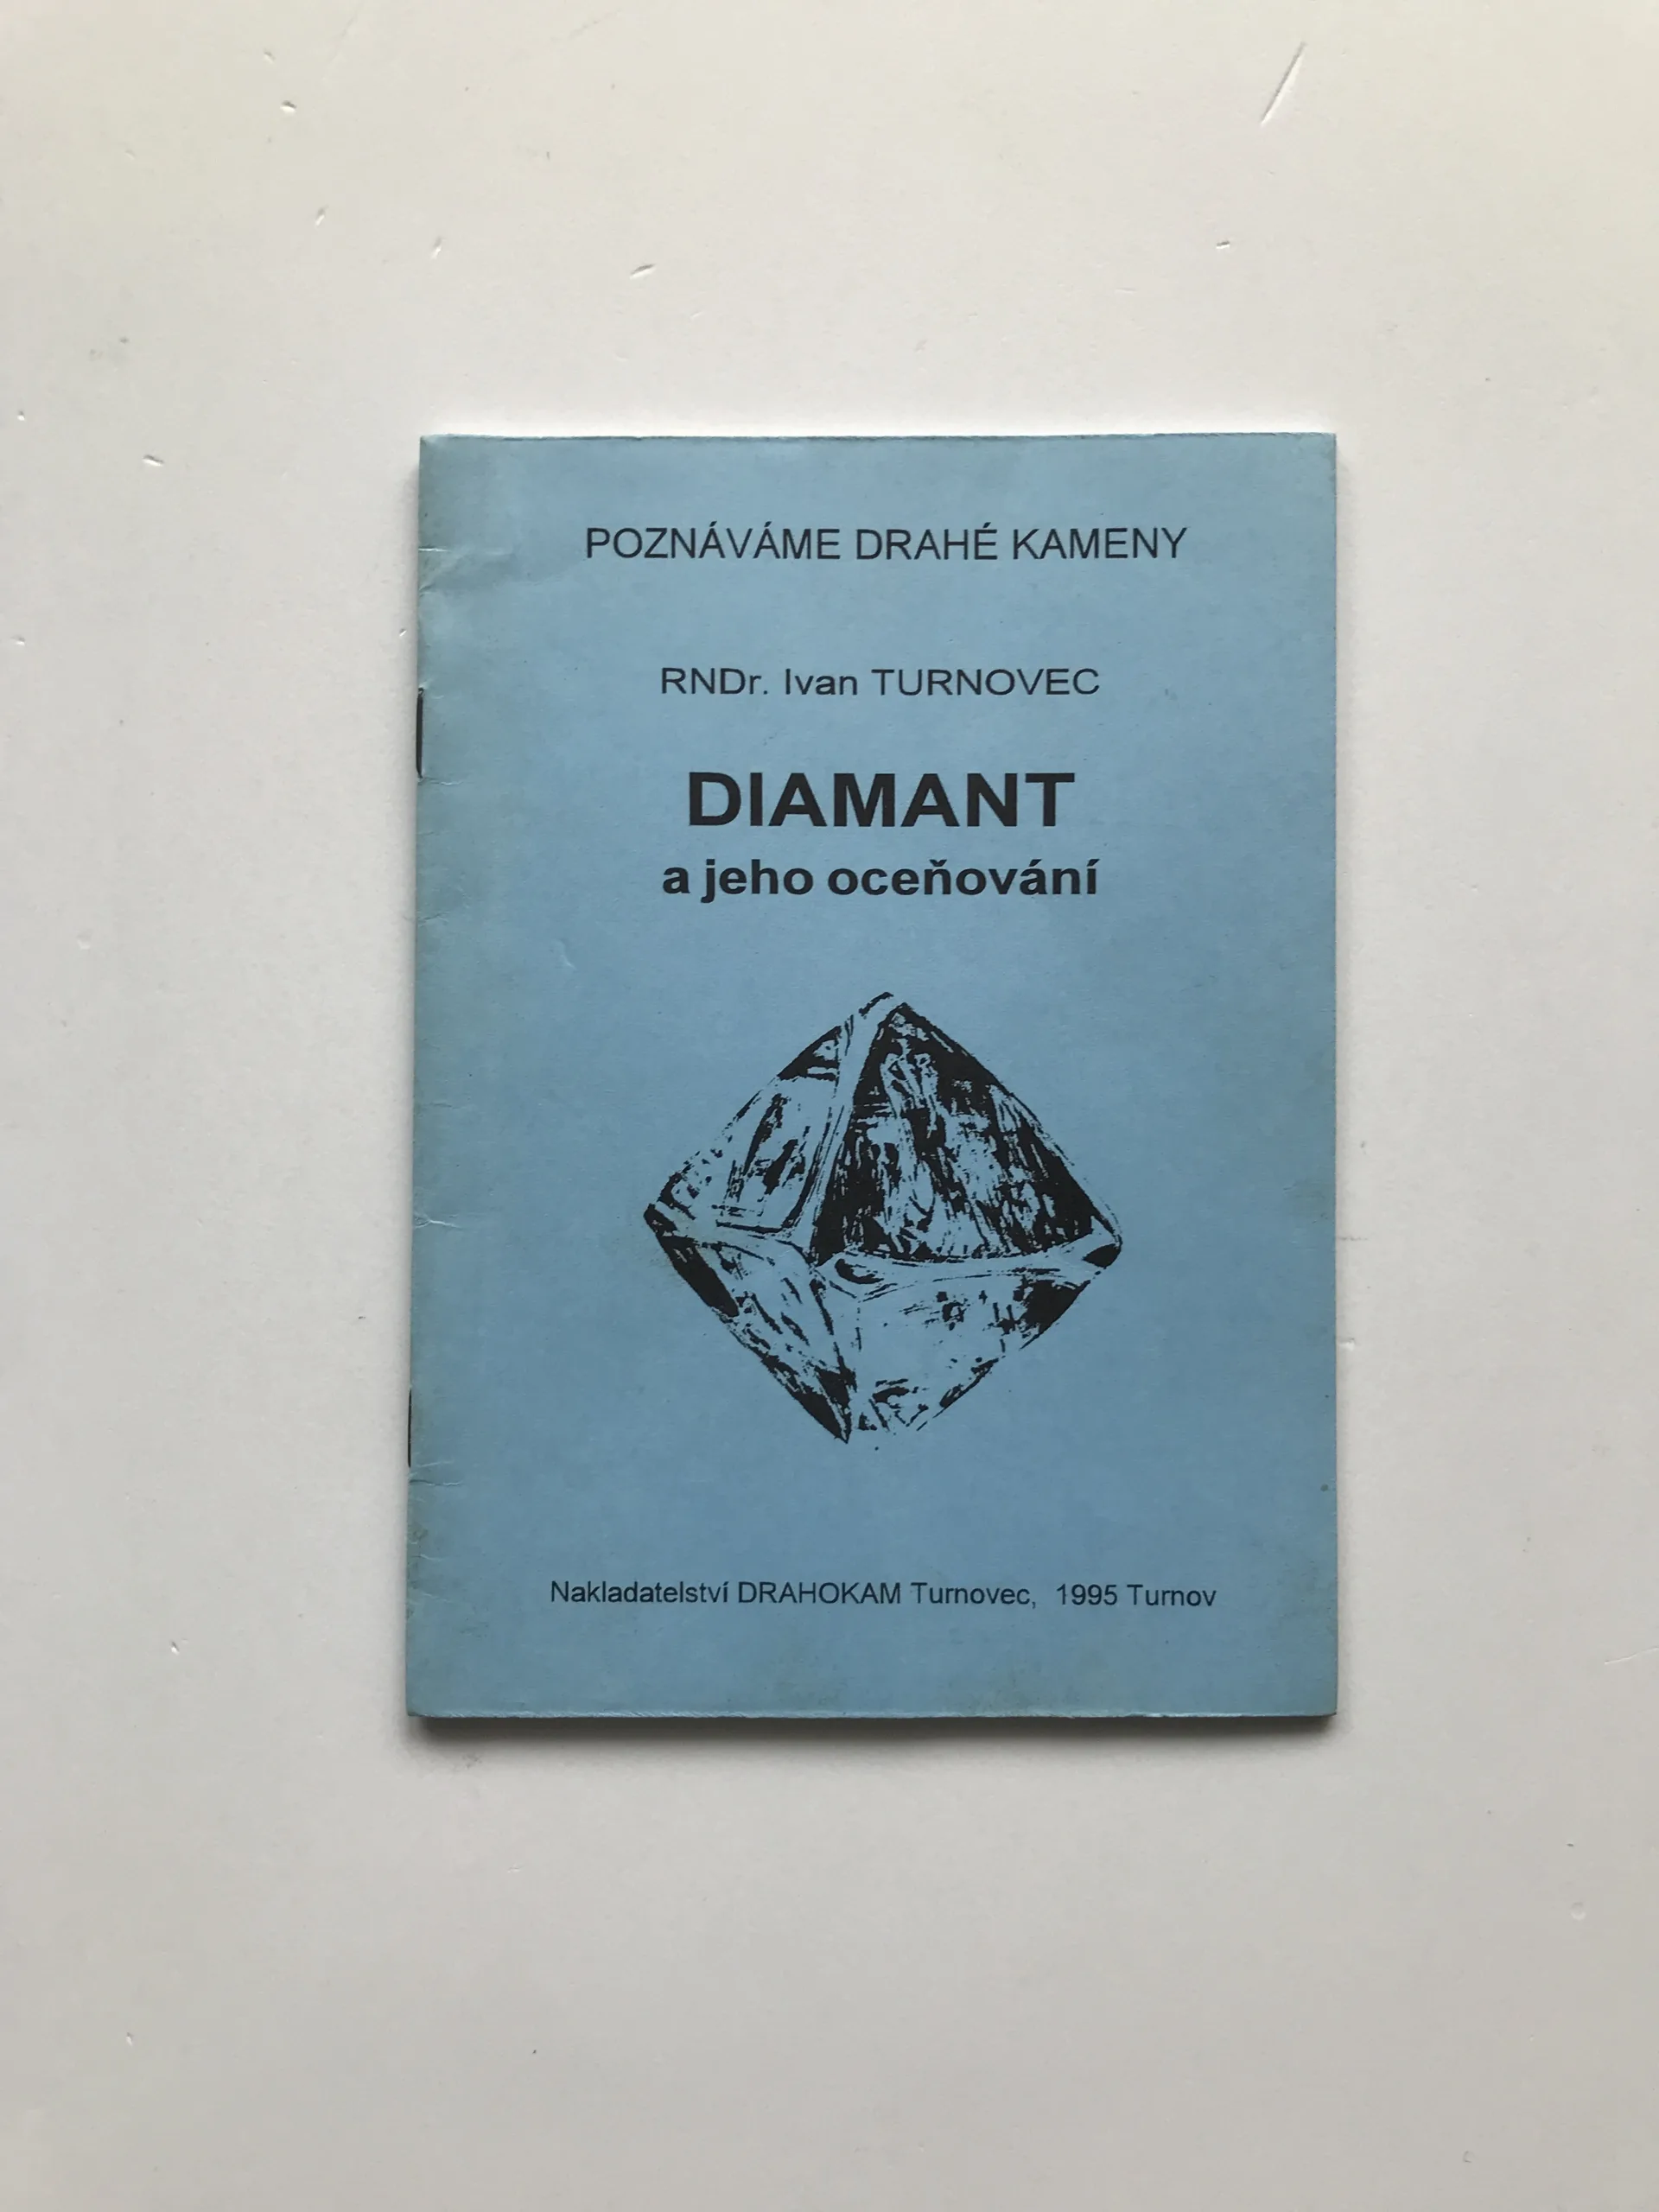 POZNÁVÁME DRAHÉ KAMENY
RNDr. Ivan TURNOVEC
DIAMANT
a jeho oceňování
Nakladatelství DRAHOKAM Turnovec, 1995 Turnov